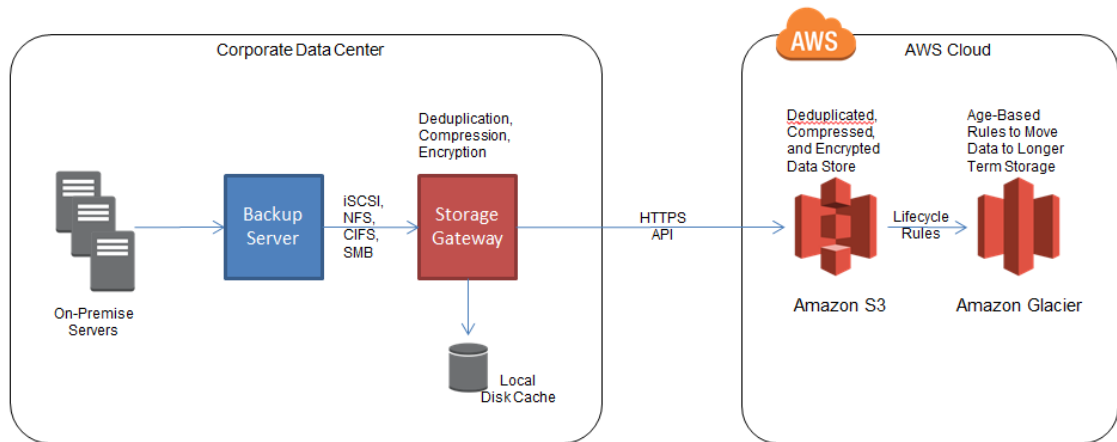 Corporate Data Center
Deduplication,
Compression,
Encryption
On-Premise
Servers
Backup
Server
iSCSI,
NFS,
CIFS,
SMB
Storage
Gateway
Local
Disk Cache
HTTPS
API
AWS
AWS Cloud
Deduplicated,
Compressed,
and Encrypted
Data Store
Amazon S3
Lifecycle
Rules
Age-Based
Rules to Move
Data to Longer
Term Storage
Amazon Glacier